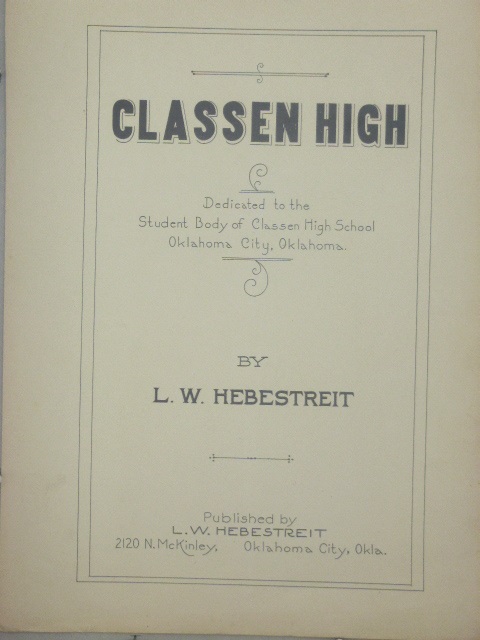 CLASSEN HIGH
Dedicated to the
Student Body of Classen High School
Oklahoma City, Oklahoma.
BY
L. W. HEBESTREIT
Published by
L. W. HEBESTREIT
2120 N. McKinley, Oklahoma City, Okla.